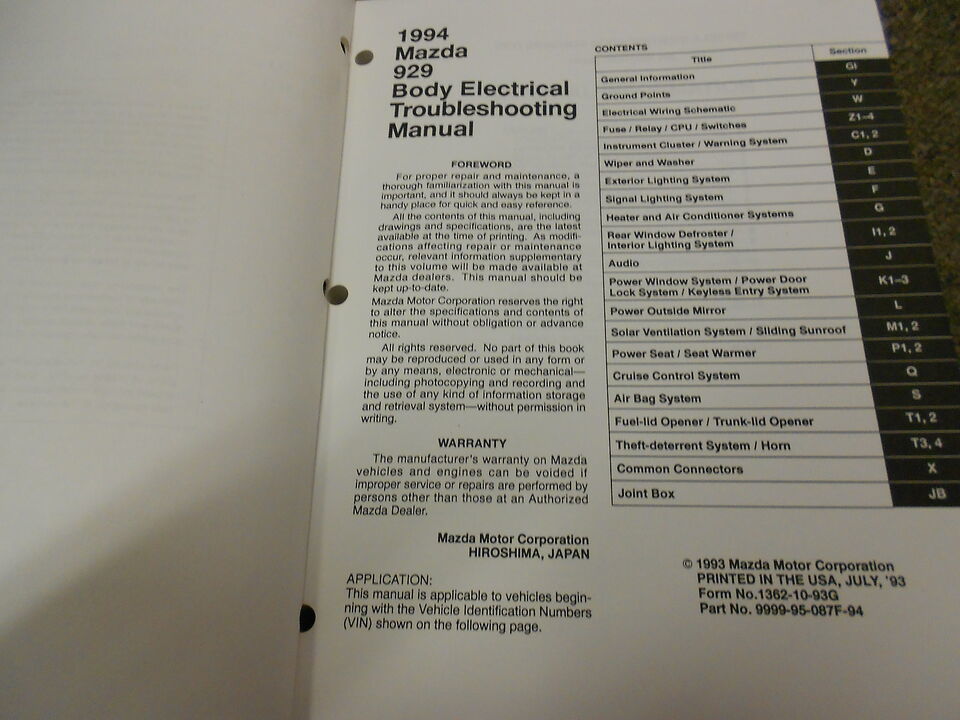 1994
Mazda
929
Body Electrical
Troubleshooting
Manual
FOREWORD
For proper repair and maintenance, a
thorough familiarization with this manual is
important, and it should always be kept in a
handy place for quick and easy reference.
All the contents of this manual, including
drawings and specifications, are the latest
available at the time of printing. As modifi-
cations affecting repair or maintenance
occur, relevant information supplementary
to this volume will be made available at
Mazda dealers. This manual should be
kept up-to-date.
Mazda Motor Corporation reserves the right
to alter the specifications and contents of
this manual without obligation or advance
notice.
All rights reserved. No part of this book
may be reproduced or used in any form or
by any means, electronic or mechanical—
including photocopying and recording and
the use of any kind of information storage
and retrieval system—without permission in
writing.
WARRANTY
The manufacturer's warranty on Mazda
vehicles and engines can be voided if
improper service or repairs are performed by
persons other than those at an Authorized
Mazda Dealer.
Mazda Motor Corporation
HIROSHIMA, JAPAN
APPLICATION:
This manual is applicable to vehicles begin-
ning with the Vehicle Identification Numbers
(VIN) shown on the following page.
CONTENTS
Title Section
General Information GI
Ground Points Y
Electrical Wiring Schematic W
Fuse / Relay / CPU / Switches Z1–4
Instrument Cluster / Warning System C1, 2
Wiper and Washer D
Exterior Lighting System E
Signal Lighting System F
Heater and Air Conditioner Systems G
Rear Window Defroster /
Interior Lighting System I1, 2
Audio J
Power Window System / Power Door
Lock System / Keyless Entry System K1–3
Power Outside Mirror L
Solar Ventilation System / Sliding Sunroof M1, 2
Power Seat / Seat Warmer P1, 2
Cruise Control System Q
Air Bag System S
Fuel-lid Opener / Trunk-lid Opener T1, 2
Theft-deterrent System / Horn T3, 4
Common Connectors X
Joint Box JB
© 1993 Mazda Motor Corporation
PRINTED IN THE USA, JULY, '93
Form No.1362-10-93G
Part No. 9999-95-087F-94